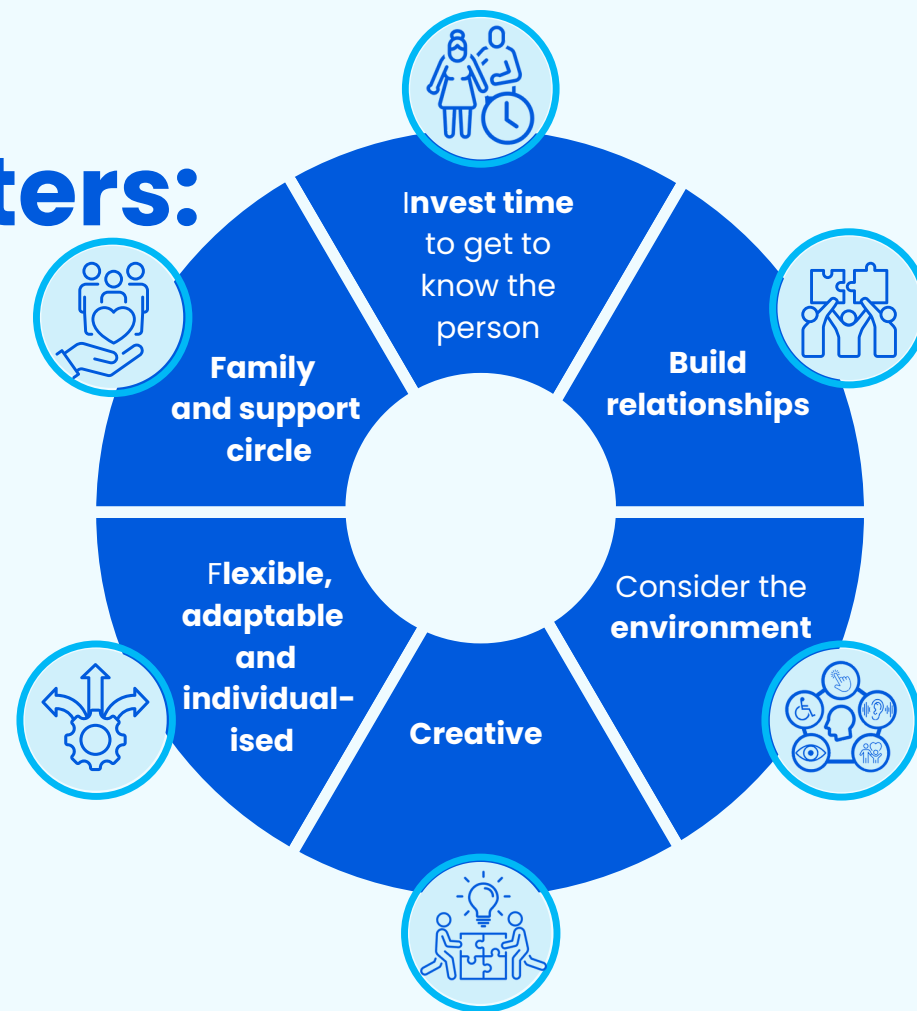 ters:
Invest time
to get to
know the
person
Build
relationships
Consider the
environment
Creative
Flexible,
adaptable
and
individual-
ised
Family
and support
circle